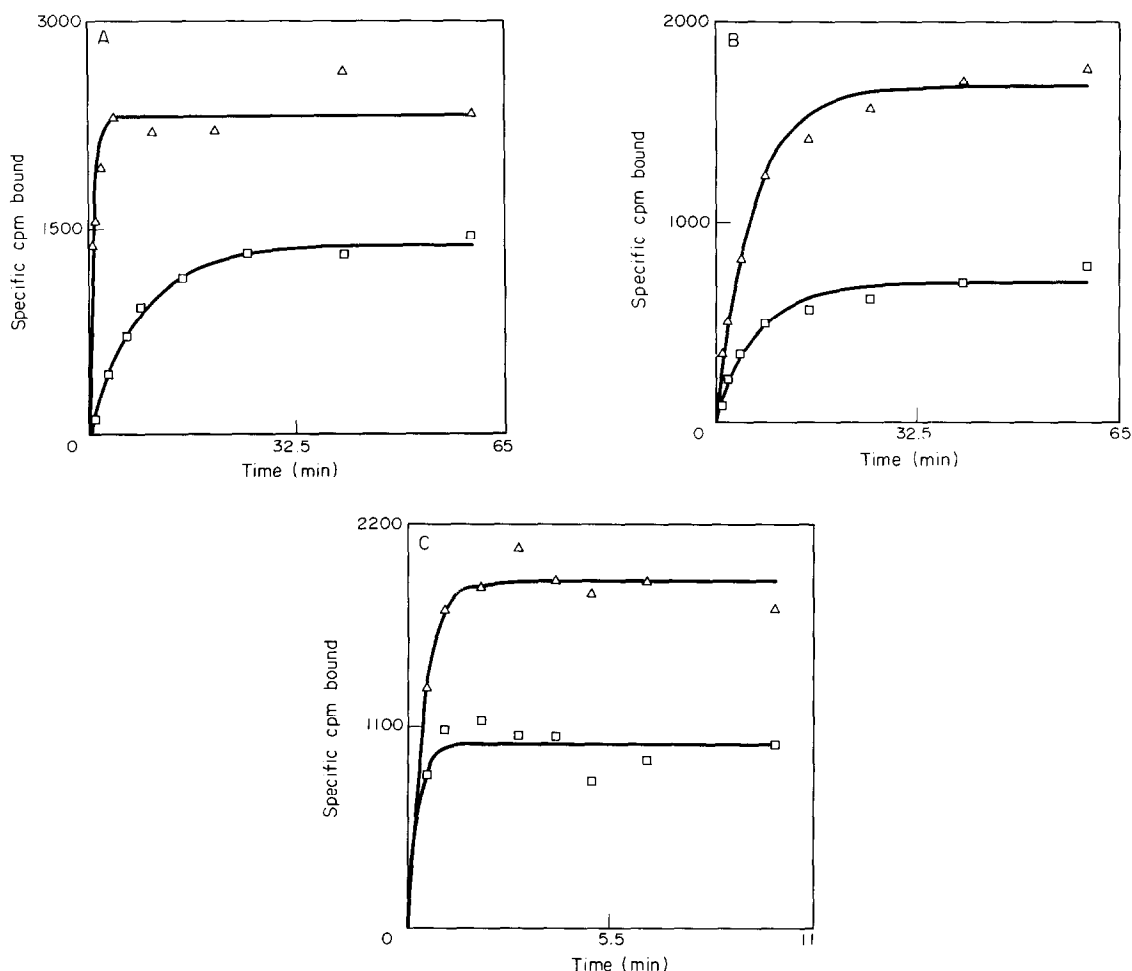 3000
A
1500
Specific cpm bound
0
32.5
65
Time (min)
2000
B
1000
Specific cpm bound
0
32.5
65
Time (min)
2200
C
1100
Specific cpm bound
0
5.5
11
Time (min)